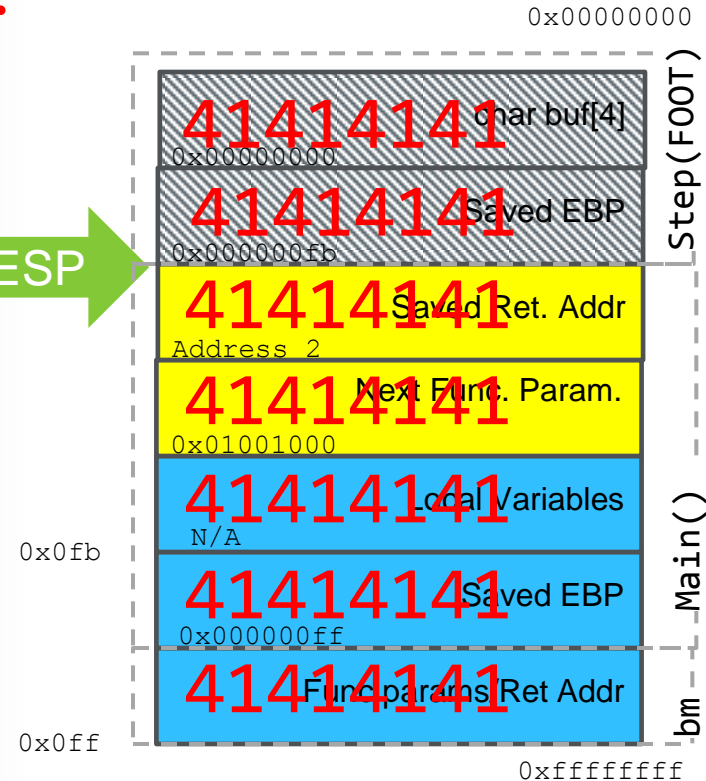 0x00000000
41414141
char buf[4]
0x00000000
41414141
Saved EBP
0x000000fb
ESP
41414141
Saved Ret. Addr
Address 2
41414141
Next Func. Param.
0x01001000
41414141
Local Variables
N/A
0x0fb
41414141
Saved EBP
0x000000ff
41414141
Func params/Ret Addr
0x0ff
0xffffffff
Step(FOOT)
Main()
bm